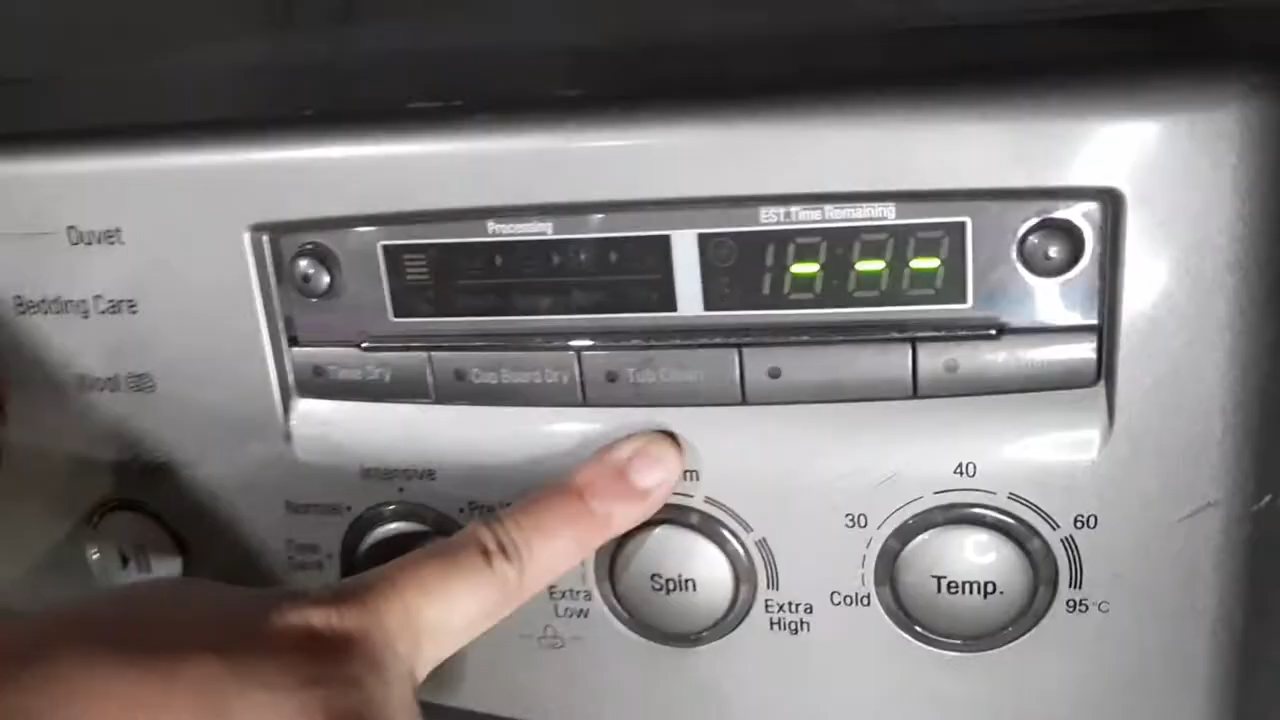 Duvet
Bedding Care
Processing
EST.Time Remaining
- --
Time Dry
Cup Board Dry
Tub Clean
Intensive
Normal
Time
Extra
Low
Spin
Extra
High
30
40
60
Cold
95°C
Temp.